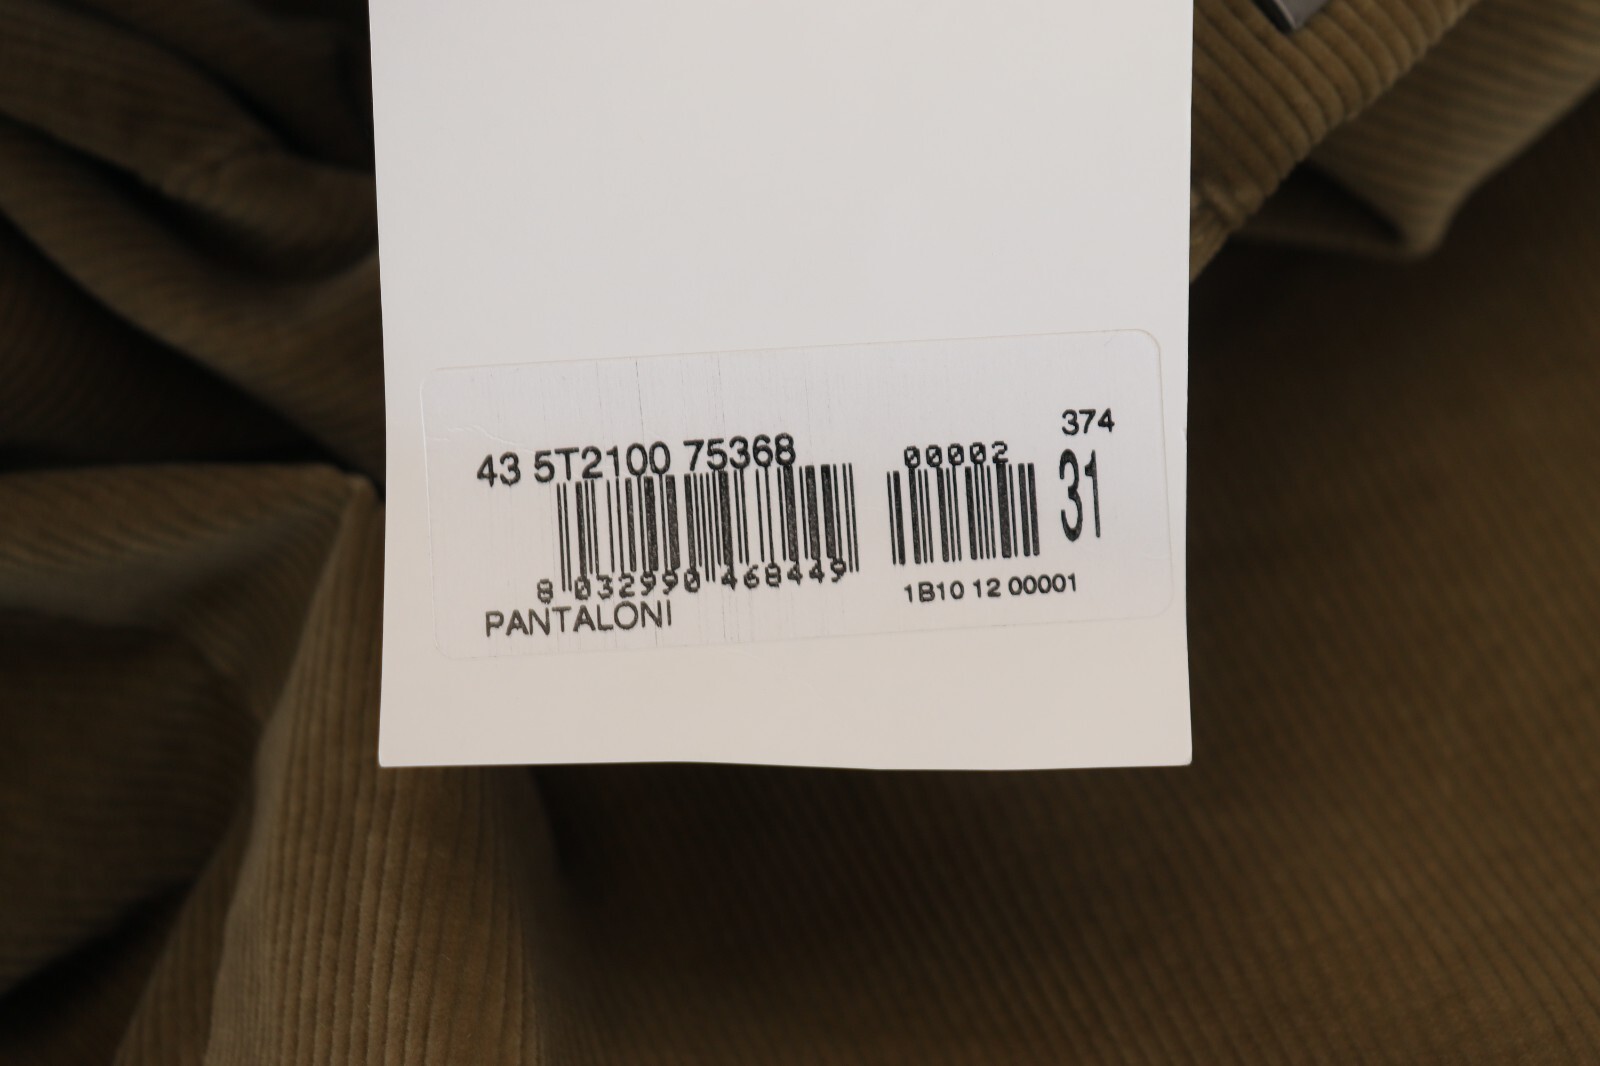 374
43 5T2100 75368
00002
31
8 032990 468449
1B10 12 00001
PANTALONI